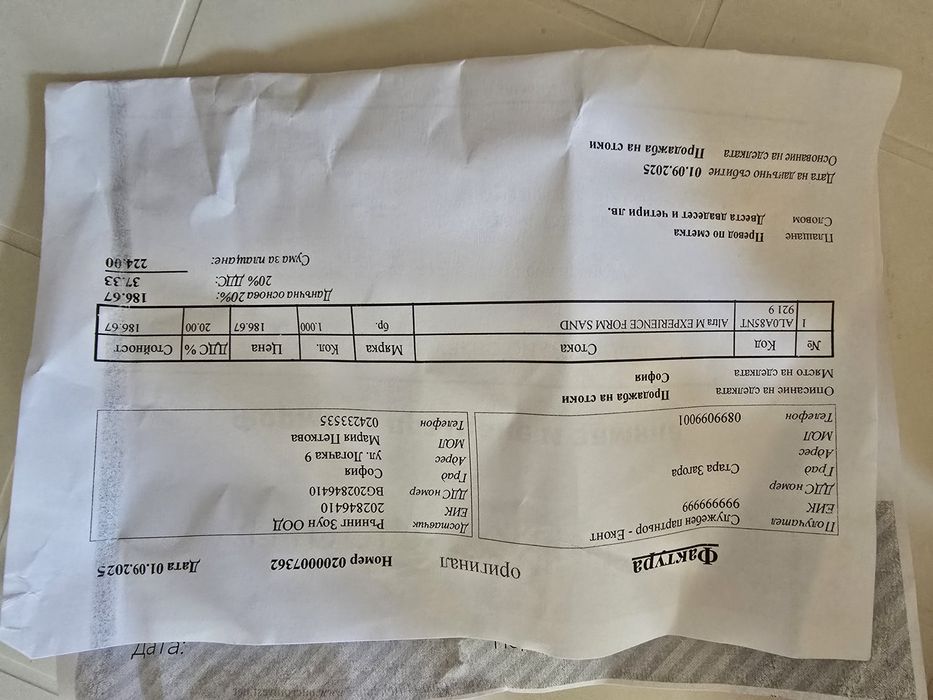 Фактура ОРИГИНАЛ Номер 0200007362 Дата 01.09.2025
Получател Служебен партньор - Еконт
ЕИК 999999999
ДДС номер
Град Стара Загора
Адрес
МОЛ
Телефон 0899909001
Доставчик Рънинг Зоун ООД
ЕИК 202846410
ДДС номер BG202846410
Град София
Адрес ул. Логачка 9
МОЛ Мария Петкова
Телефон 024235535
Описание на сделката Продажба на стоки
Място на сделката София
№ Код Стока Мярка Кол. Цена ДДС % Стойност
1 AL0A85NT 921 9 Altra M EXPERIENCE FORM SAND бр. 1.000 186.67 20.00 186.67
Данъчна основа 20%: 186.67
20% ДДС: 37.33
Сума за плащане: 224.00
Плащане Превод по сметка
Словом Двеста двадесет и четири лв.
Дата на данъчно събитие 01.09.2025
Основание на сделката Продажба на стоки
Дата: